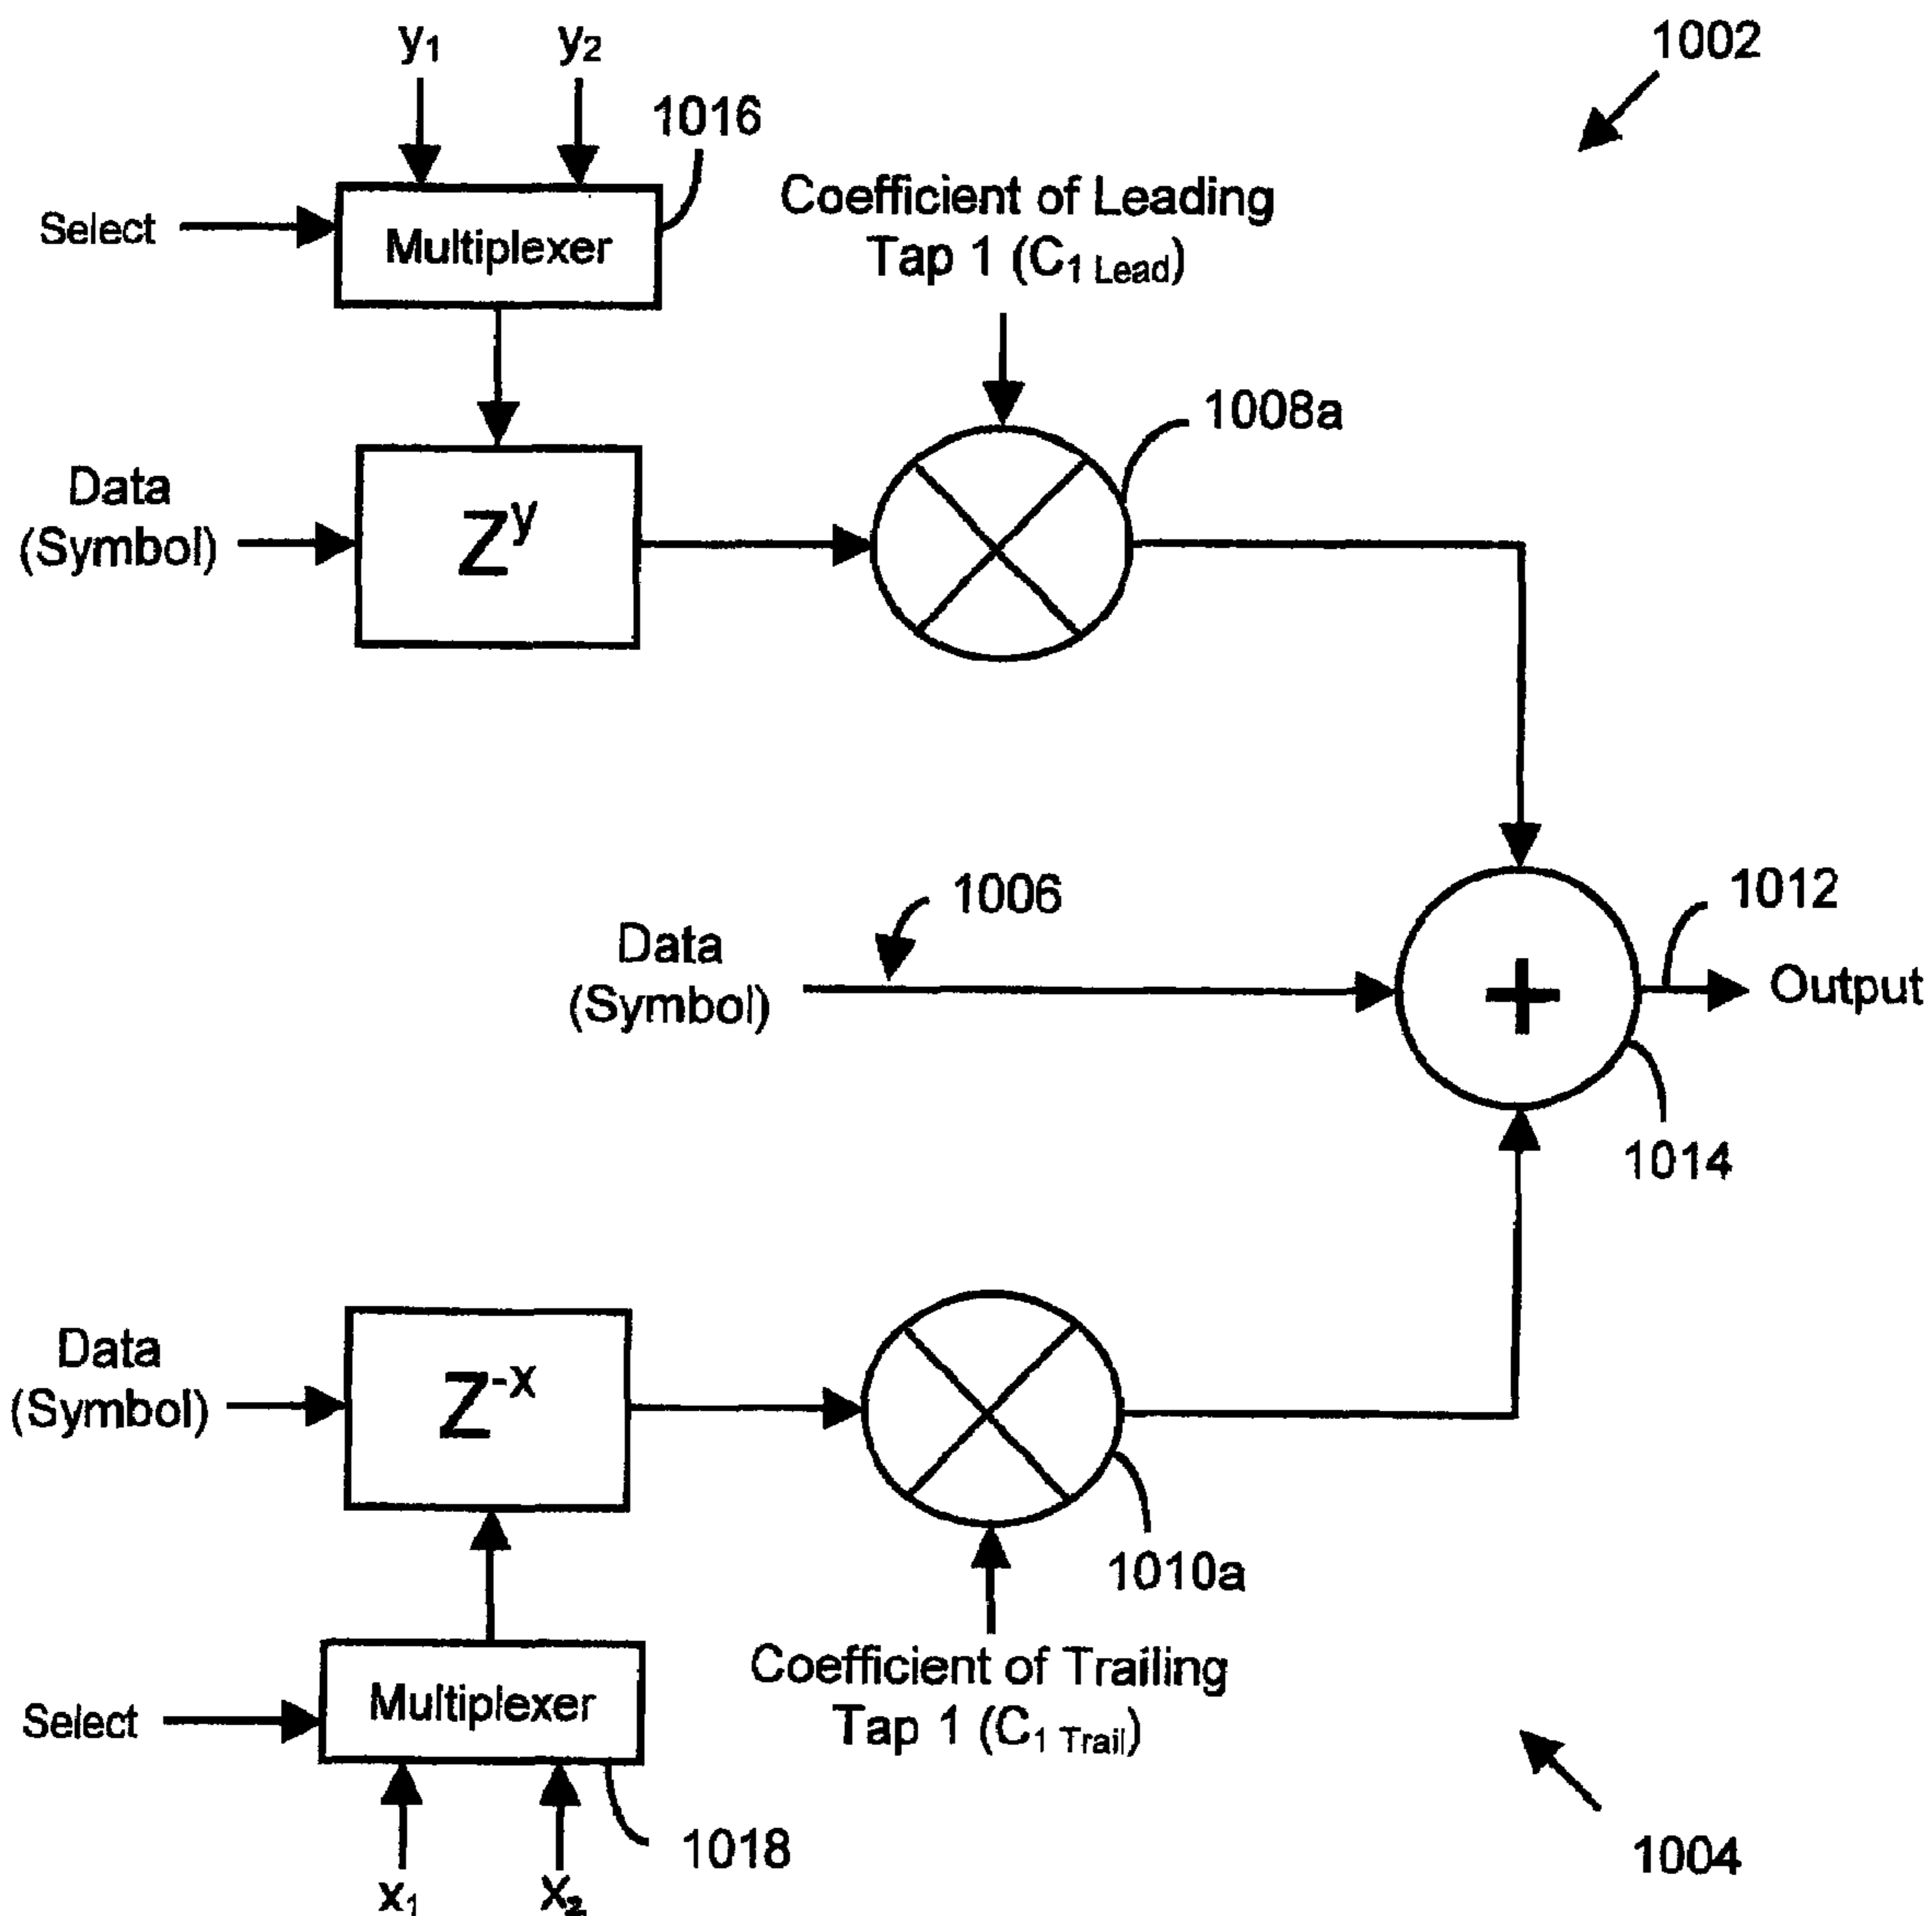 y₁ y₂
1002
1016
Select
Multiplexer
Coefficient of Leading
Tap 1 (C₁ Lead)
1008a
Data
(Symbol)
Zʸ
1006
Data
(Symbol)
+
1012
Output
1014
Data
(Symbol)
Z⁻ˣ
1010a
Select
Multiplexer
Coefficient of Trailing
Tap 1 (C₁ Trail)
1018
x₁ x₂
1004